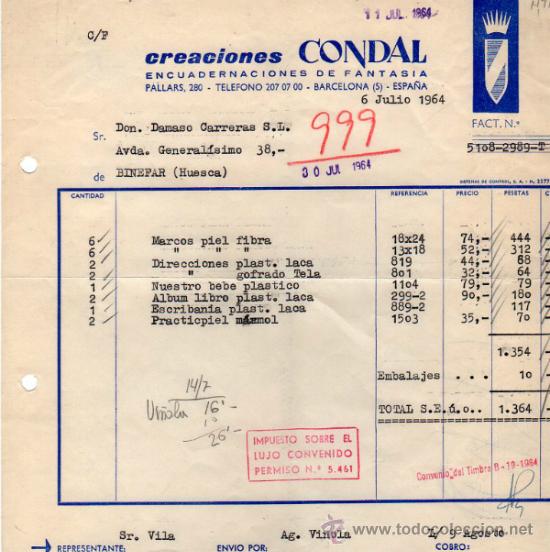 11 JUL. 1964
C/F
creaciones CONDAL
ENCUADERNACIONES DE FANTASIA
PALLARS, 280 - TELEFONO 207 07 00 - BARCELONA (5) - ESPAÑA
6 Julio 1964
FACT. N.º
5108-2989-T
Sr. Don. Damaso Carreras S.L.
Avda. Generalísimo 38,-
de BINEFAR (Huesca)
999
30 JUL 1964
CANTIDAD REFERENCIA PRECIO PESETAS
6 Marcos piel fibra 18x24 74,- 444
6 " " " 13x18 52,- 312
2 Direcciones plast. laca 819 44,- 88
2 " gofrado Tela 801 32,- 64
1 Nuestro bebe plastico 1104 79,- 79
2 Album libro plast. laca 299-2 90,- 180
1 Escribania plast. laca 889-2 117
2 Practicpiel mármol 1503 35,- 70
1.354
Embalajes ... 10
TOTAL S.E.ú o.. 1.364
14/7
Viñola 16'-
10
26'-
IMPUESTO SOBRE EL
LUJO CONVENIDO
PERMISO N.º 5.461
Convenio del Timbre B-19-1964
Sr. Vila Ag. Viñola
REPRESENTANTE: ENVIO POR: COBRO:
www.todocoleccion.net